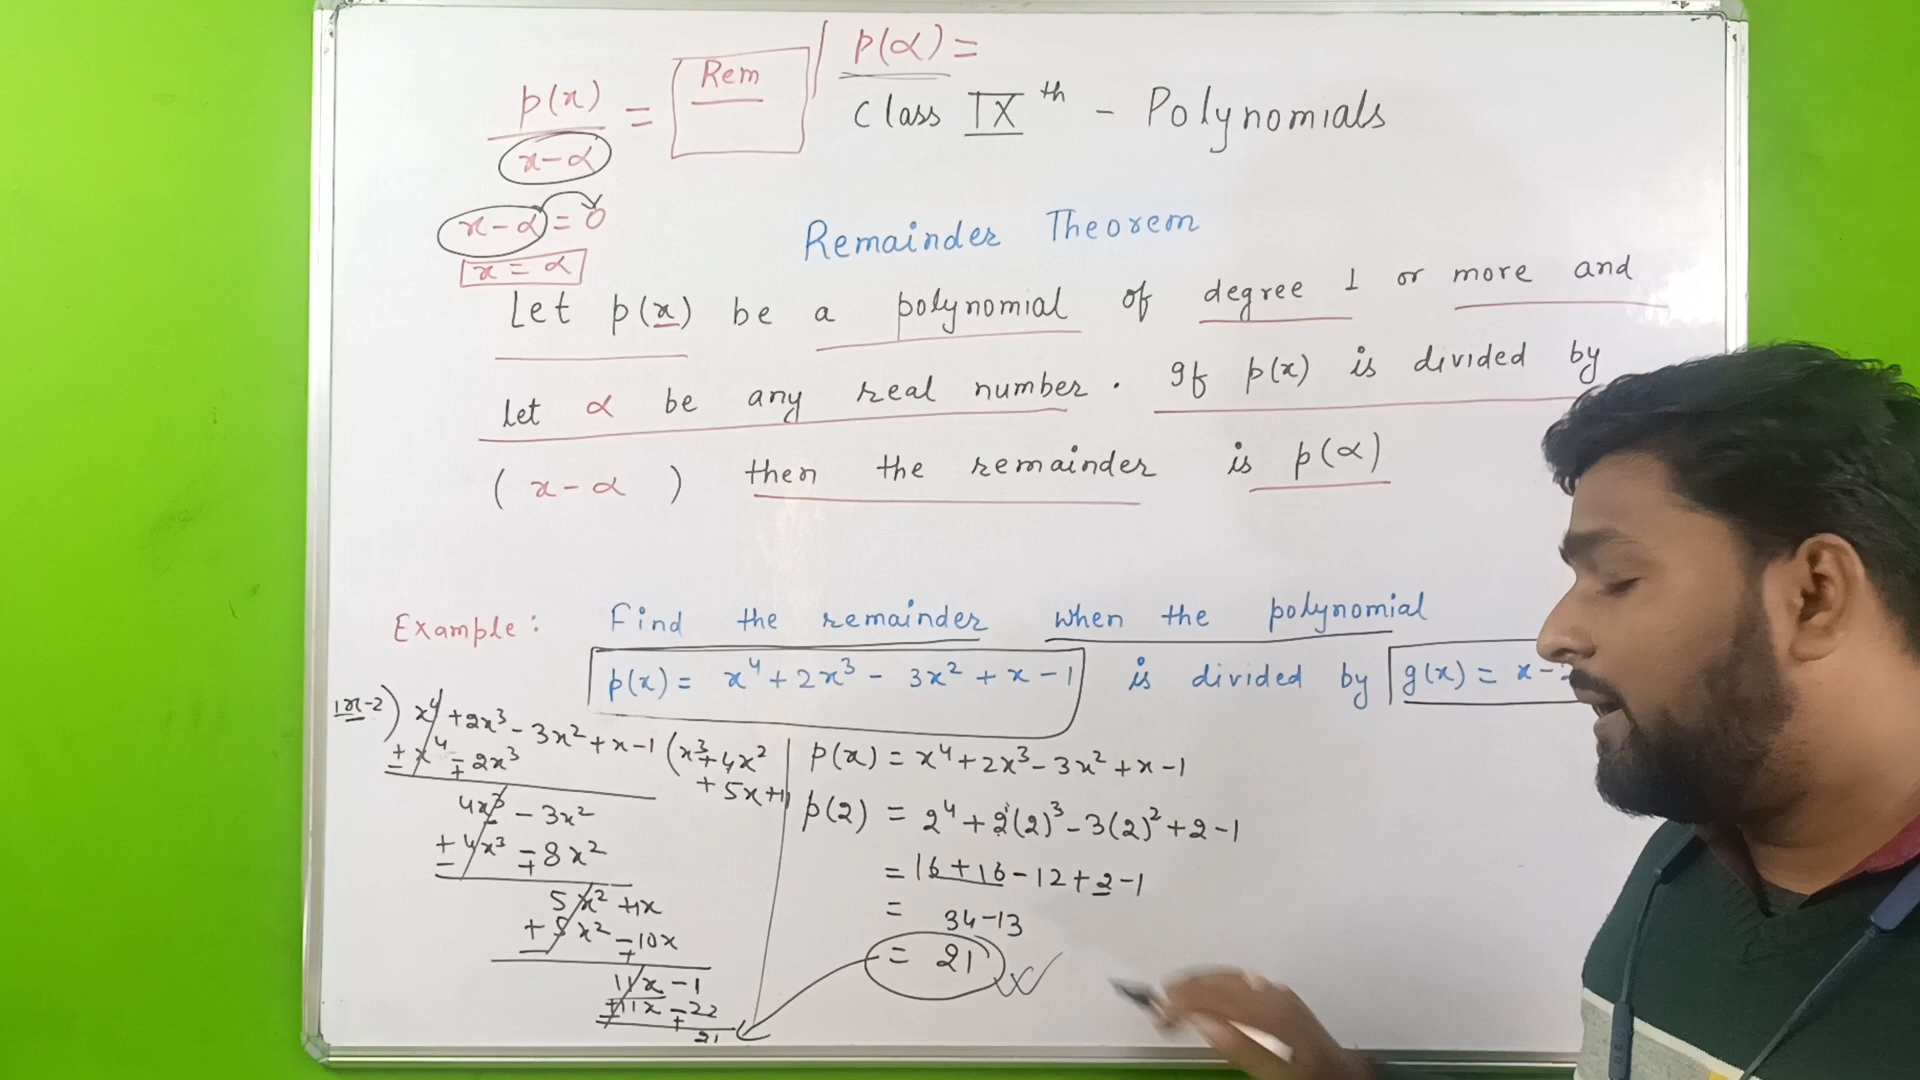 p(x) / x-α = Rem / p(α) =
Class IXth - Polynomials
x-α = 0
x = α
Remainder Theorem
Let p(x) be a polynomial of degree 1 or more and
let α be any real number. If p(x) is divided by
( x-α ) then the remainder is p(α)
Example: Find the remainder when the polynomial
p(x) = x⁴+2x³- 3x²+x-1 is divided by g(x) = x-
x-2) x⁴+2x³-3x²+x-1 (x³+4x²
+5x+11
x⁴ 2x³
4x³ - 3x²
4x³ 8x²
5x² +x
5x² 10x
11x - 1
11x 22
21
p(x) = x⁴+2x³-3x²+x-1
p(2) = 2⁴+2(2)³-3(2)²+2-1
= 16+16-12+2-1
= 34-13
= 21